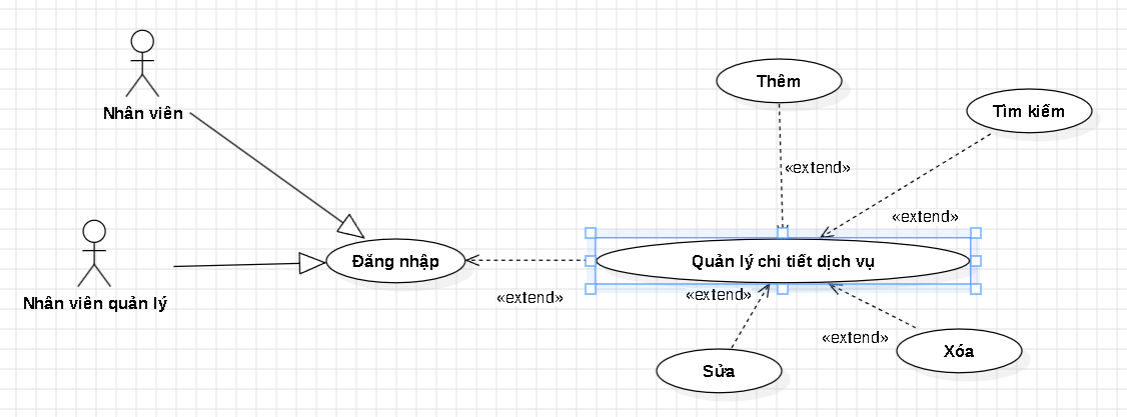 Nhân viên
Thêm
Tìm kiếm
«extend»
«extend»
Đăng nhập
Quản lý chi tiết dịch vụ
Nhân viên quản lý
«extend»
«extend»
«extend»
Xóa
Sửa